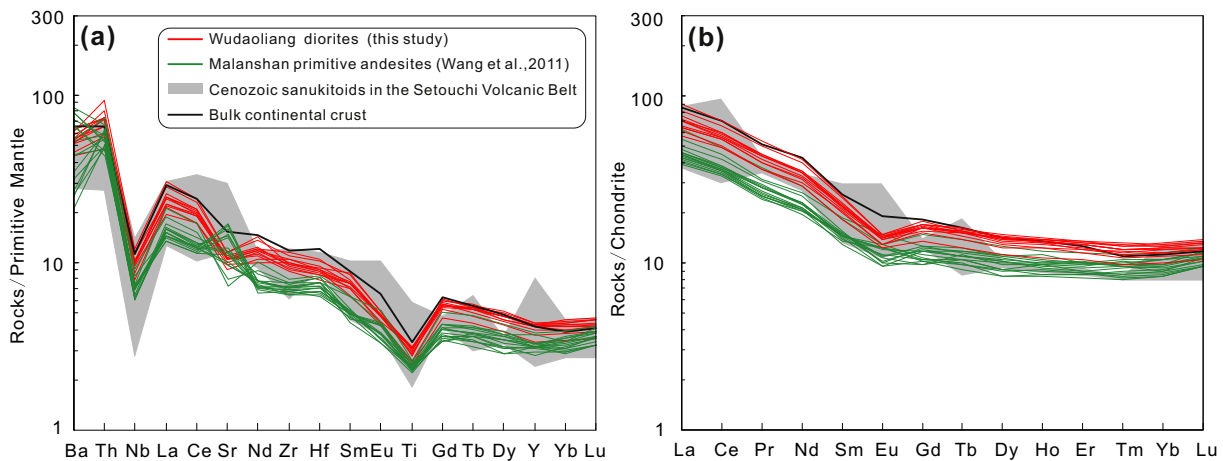 (a)
Wudaoliang diorites (this study)
Malanshan primitive andesites (Wang et al.,2011)
Cenozoic sanukitoids in the Setouchi Volcanic Belt
Bulk continental crust
Rocks/Primitive Mantle
300
100
10
1
Ba Th Nb La Ce Sr Nd Zr Hf Sm Eu Ti Gd Tb Dy Y Yb Lu
(b)
Rocks/Chondrite
300
100
10
1
La Ce Pr Nd Sm Eu Gd Tb Dy Ho Er Tm Yb Lu